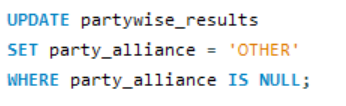 UPDATE partywise_results
SET party_alliance = 'OTHER'
WHERE party_alliance IS NULL;